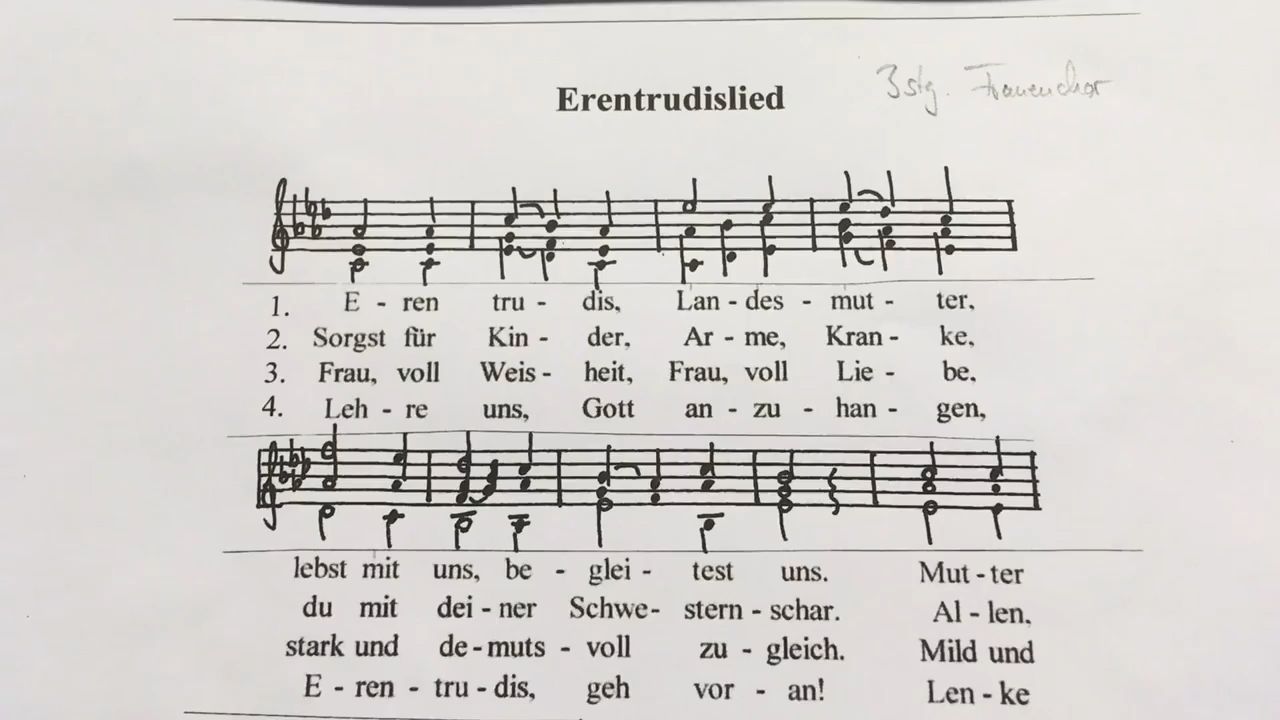 Erentrudislied
3stg. Frauenchor
1. E - ren tru - dis, Lan - des - mut - ter,
2. Sorgst für Kin - der, Ar - me, Kran - ke,
3. Frau, voll Weis - heit, Frau, voll Lie - be,
4. Leh - re uns, Gott an - zu - han - gen,
lebst mit uns, be - glei - test uns. Mut - ter
du mit dei - ner Schwe - stern - schar. Al - len,
stark und de - muts - voll zu - gleich. Mild und
E - ren - tru - dis, geh vor - an! Len - ke